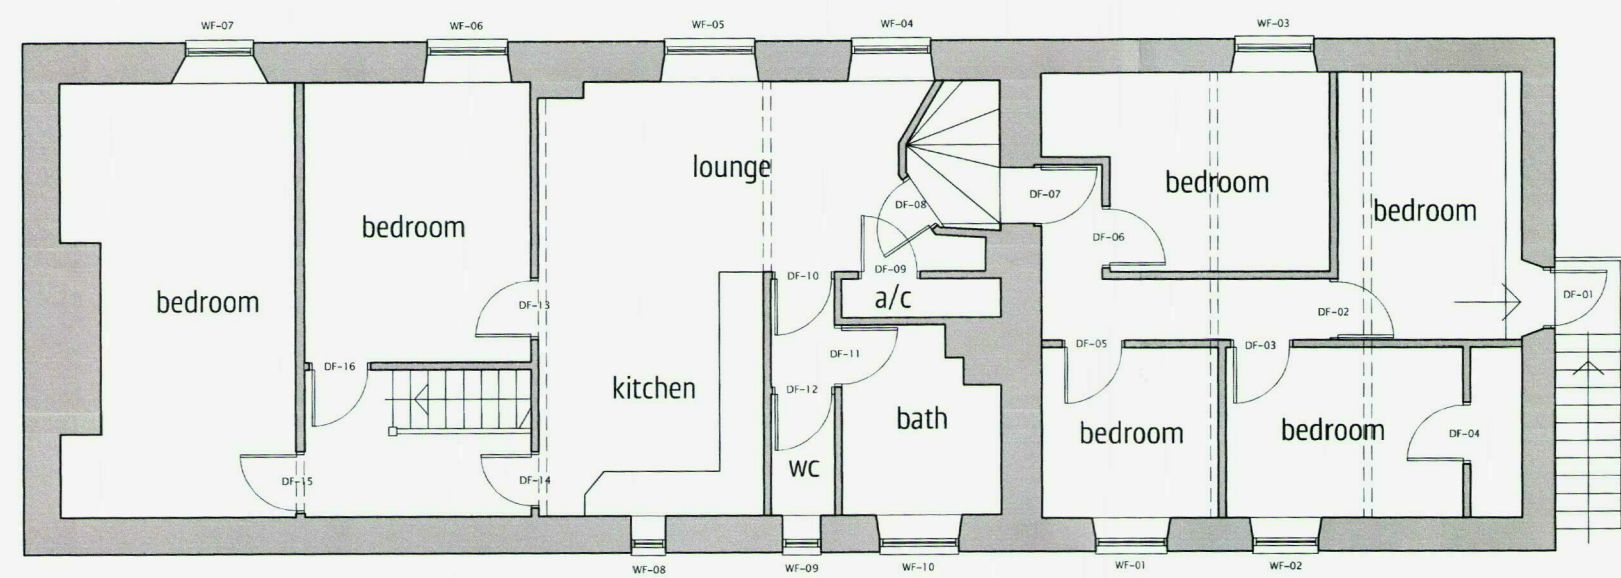 WF-07
WF-06
WF-05
WF-04
WF-03
lounge
DF-07
bedroom
DF-08
bedroom
bedroom
DF-06
DF-09
DF-10
a/c
DF-01
bedroom
DF-13
DF-02
DF-05
DF-03
DF-11
DF-16
kitchen
DF-12
bath
bedroom
bedroom
DF-04
wc
DF-15
DF-14
WF-08
WF-09
WF-10
WF-01
WF-02